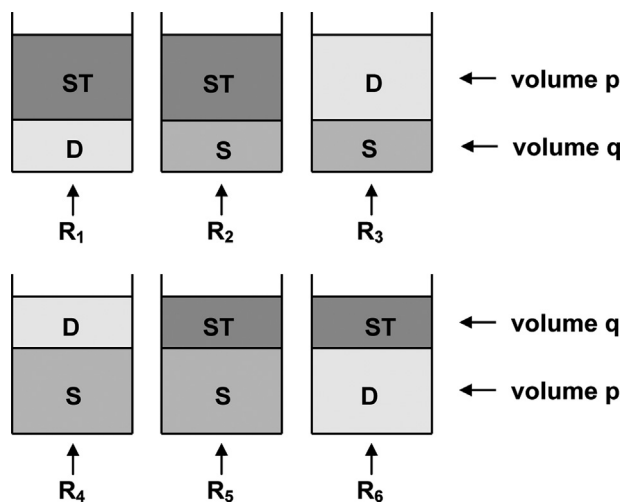 ST ST D volume p
D S S volume q
R₁ R₂ R₃
D ST ST volume q
S S D volume p
R₄ R₅ R₆